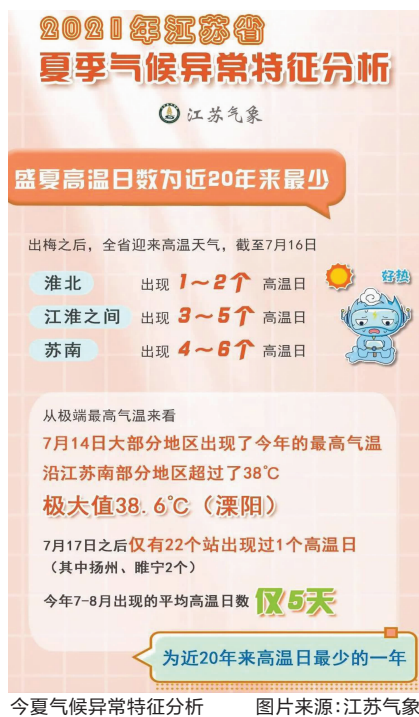 2021年江苏省
夏季气候异常特征分析
江苏气象
盛夏高温日数为近20年来最少
出梅之后，全省迎来高温天气，截至7月16日
淮北 出现 1～2个 高温日
好热
江淮之间 出现 3～5个 高温日
苏南 出现 4～6个 高温日
从极端最高气温来看
7月14日大部分地区出现了今年的最高气温
沿江苏南部分地区超过了38℃
极大值38.6℃（溧阳）
7月17日之后仅有22个站出现过1个高温日
（其中扬州、睢宁2个）
今年7-8月出现的平均高温日数 仅5天
为近20年来高温日最少的一年
今夏气候异常特征分析 图片来源:江苏气象